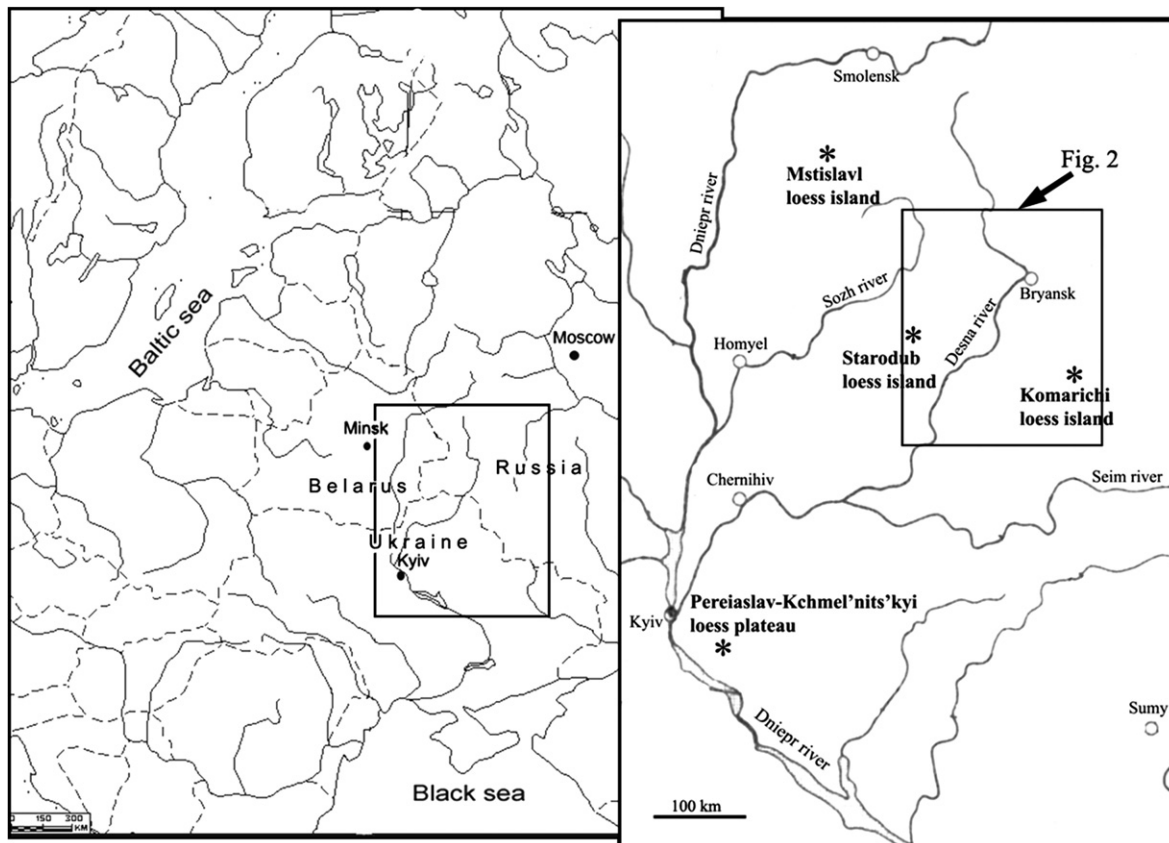 Baltic sea
Moscow
Minsk
Russia
Belarus
Ukraine
Kyiv
Black sea
0 150 300
KM
Smolensk
Fig. 2
Mstislavl
loess island
Dniepr river
Sozh river
Bryansk
Homyel
Starodub
loess island
Desna river
Komarichi
loess island
Chernihiv
Seim river
Pereiaslav-Kchmel'nits'kyi
loess plateau
Kyiv
Dniepr river
Sumy
100 km